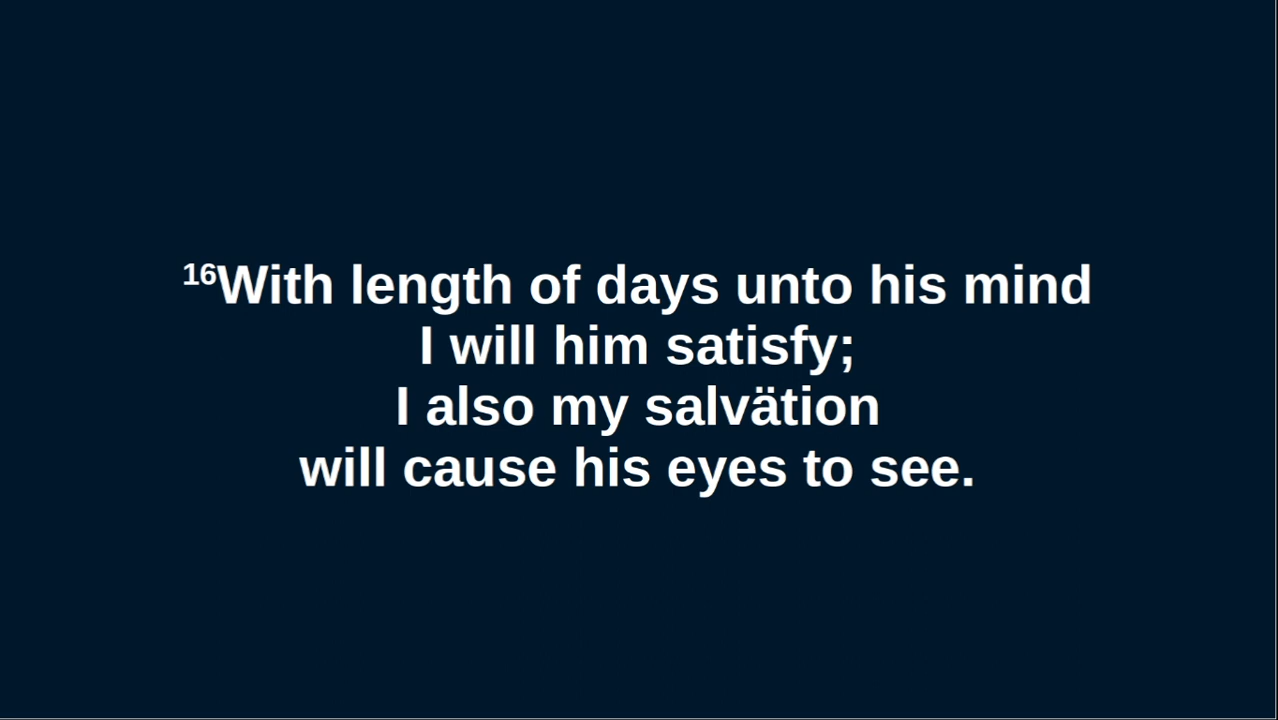 16With length of days unto his mind
I will him satisfy;
I also my salvätion
will cause his eyes to see.